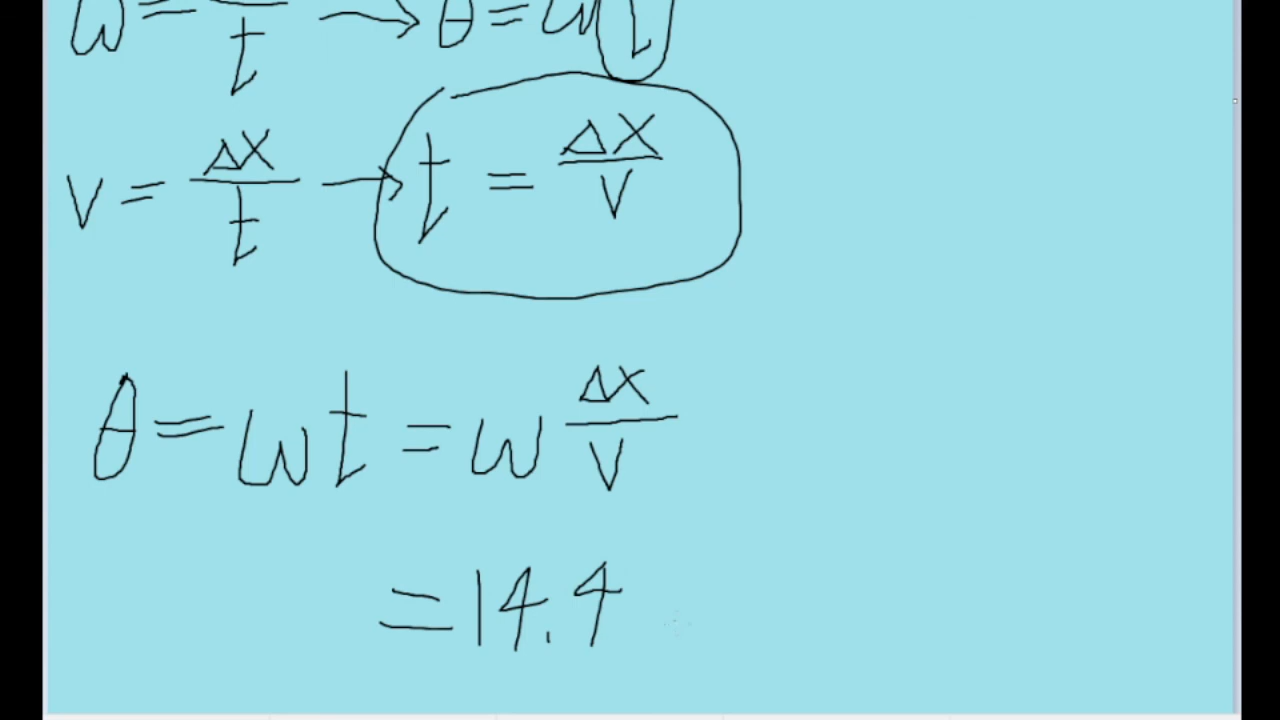 ω = — / t → θ = ωt
v = Δx / t → t = Δx / v
θ = ωt = ω Δx / v
= 14.4